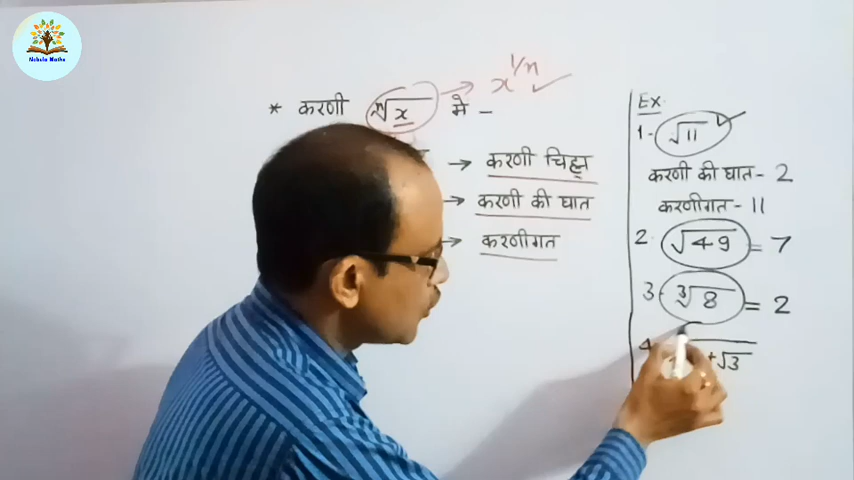 Nebula Maths
* करणी ⁿ√x मे - → x^1/n ✓
→ करणी चिह्न
→ करणी की घात
→ करणीगत
Ex.
1- √11 ✓
करणी की घात - 2
करणीगत - 11
2. √49 = 7
3- ³√8 = 2
4 +√3